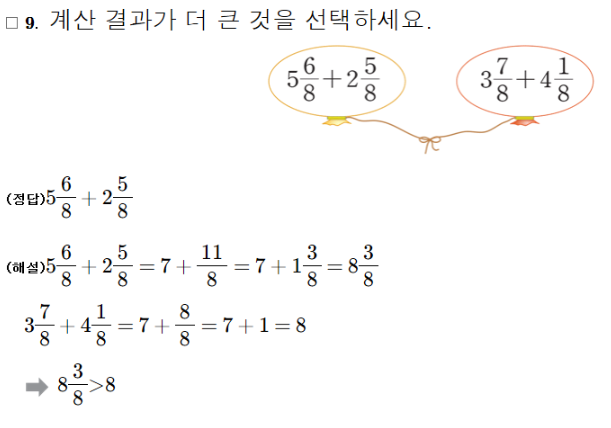 □ 9. 계산 결과가 더 큰 것을 선택하세요.
5 6/8 + 2 5/8 3 7/8 + 4 1/8
(정답) 5 6/8 + 2 5/8
(해설) 5 6/8 + 2 5/8 = 7 + 11/8 = 7 + 1 3/8 = 8 3/8
3 7/8 + 4 1/8 = 7 + 8/8 = 7 + 1 = 8
➡ 8 3/8 > 8